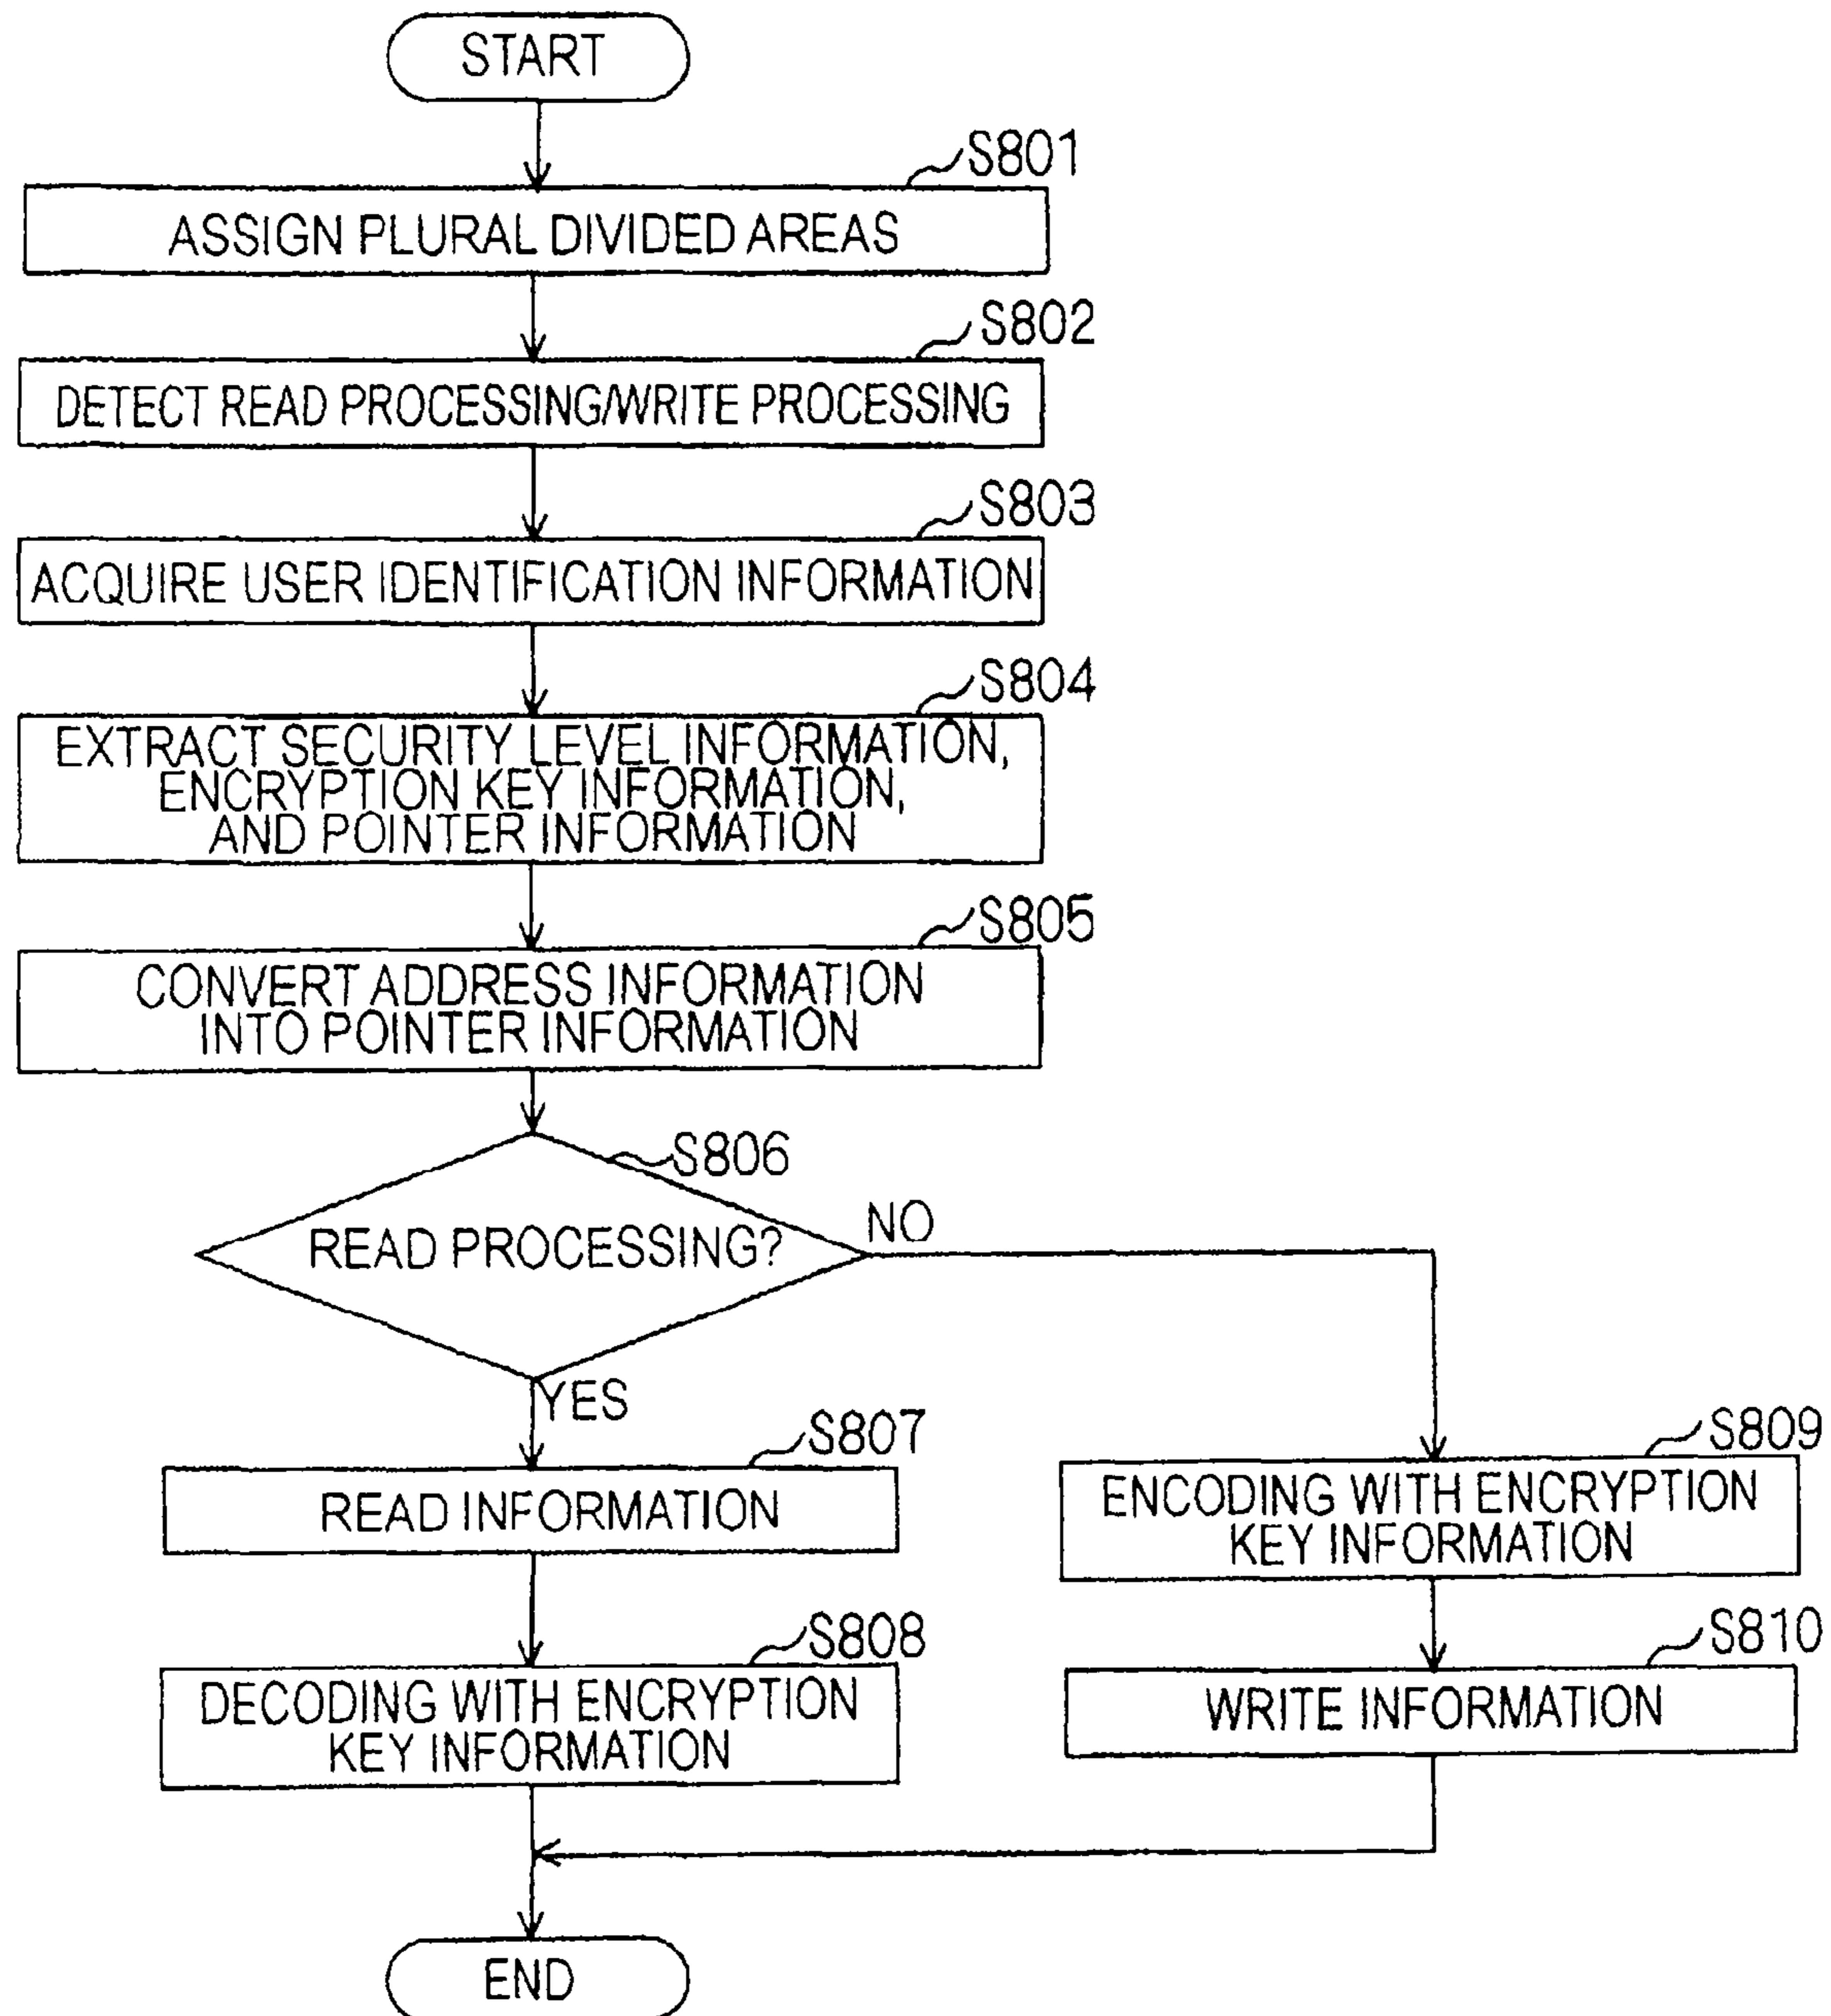 START
S801
ASSIGN PLURAL DIVIDED AREAS
S802
DETECT READ PROCESSING/WRITE PROCESSING
S803
ACQUIRE USER IDENTIFICATION INFORMATION
S804
EXTRACT SECURITY LEVEL INFORMATION,
ENCRYPTION KEY INFORMATION,
AND POINTER INFORMATION
S805
CONVERT ADDRESS INFORMATION
INTO POINTER INFORMATION
S806
READ PROCESSING?
NO
YES
S807
READ INFORMATION
S808
DECODING WITH ENCRYPTION
KEY INFORMATION
S809
ENCODING WITH ENCRYPTION
KEY INFORMATION
S810
WRITE INFORMATION
END